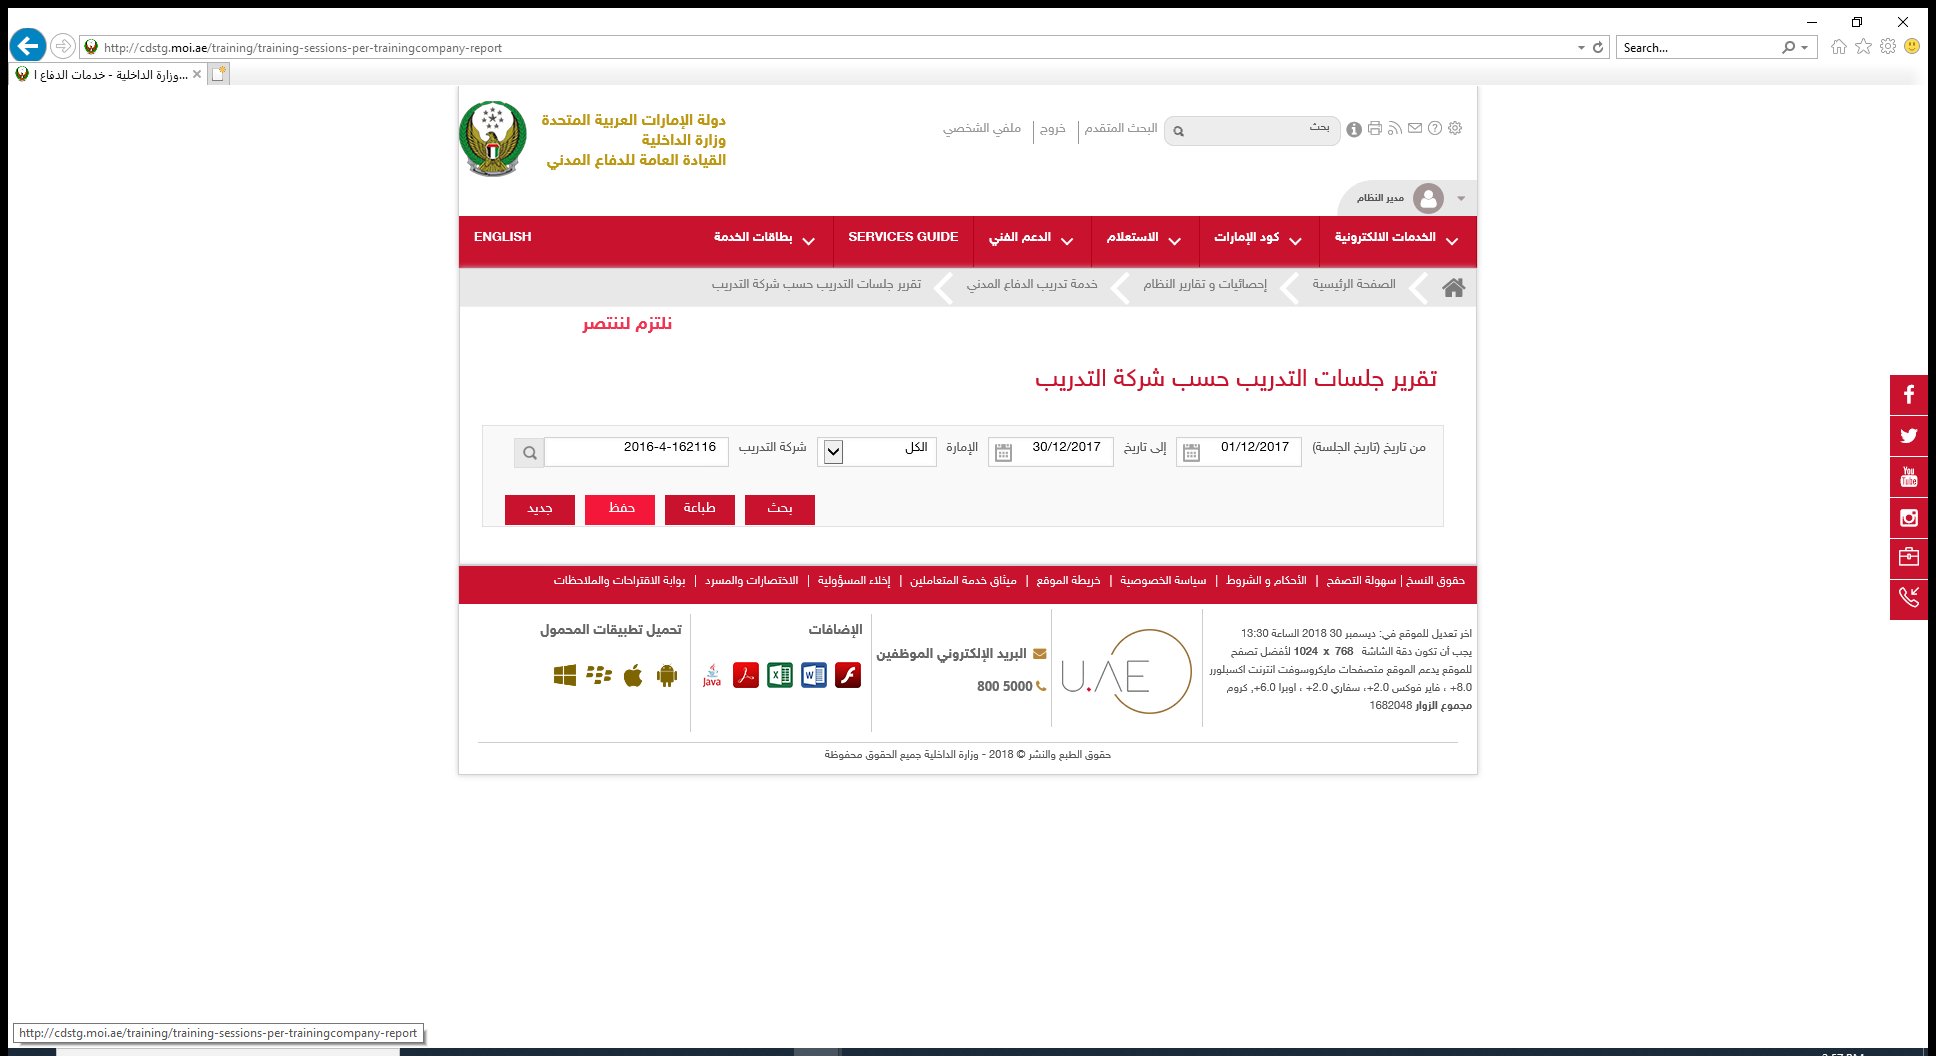 http://cdstg.moi.ae/training/training-sessions-per-trainingcompany-report
Search...
وزارة الداخلية - خدمات الدفاع ا...
دولة الإمارات العربية المتحدة
وزارة الداخلية
القيادة العامة للدفاع المدني
بحث
البحث المتقدم
خروج
ملفي الشخصي
مدير النظام
الخدمات الالكترونية
كود الإمارات
الاستعلام
الدعم الفني
SERVICES GUIDE
بطاقات الخدمة
ENGLISH
الصفحة الرئيسية
إحصائيات و تقارير النظام
خدمة تدريب الدفاع المدني
تقرير جلسات التدريب حسب شركة التدريب
نلتزم لننتصر
تقرير جلسات التدريب حسب شركة التدريب
من تاريخ (تاريخ الجلسة) 01/12/2017 إلى تاريخ 30/12/2017 الإمارة الكل شركة التدريب 2016-4-162116
بحث
طباعة
حفظ
جديد
You Tube
حقوق النسخ | سهولة التصفح | الأحكام و الشروط | سياسة الخصوصية | خريطة الموقع | ميثاق خدمة المتعاملين | إخلاء المسؤولية | الاختصارات والمسرد | بوابة الاقتراحات والملاحظات
اخر تعديل للموقع في: ديسمبر 30 2018 الساعة 13:30
يجب أن تكون دقة الشاشة 768 x 1024 لأفضل تصفح
للموقع يدعم الموقع متصفحات مايكروسوفت انترنت اكسبلورر
8.0+ ، فاير فوكس 2.0+، سفاري 2.0+ ، اوبرا 6.0+, كروم
مجموع الزوار 1682048
U.AE
البريد الإلكتروني الموظفين
800 5000
الإضافات
Java
تحميل تطبيقات المحمول
حقوق الطبع والنشر © 2018 - وزارة الداخلية جميع الحقوق محفوظة
http://cdstg.moi.ae/training/training-sessions-per-trainingcompany-report